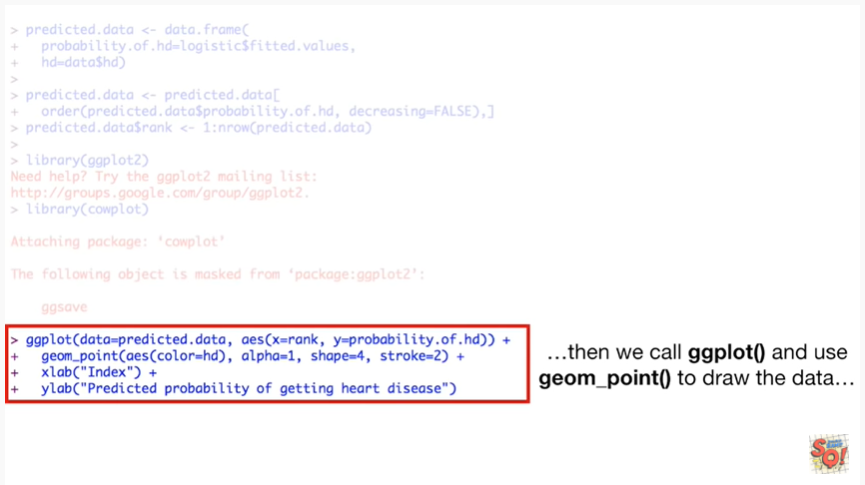 > predicted.data <- data.frame(
+   probability.of.hd=logistic$fitted.values,
+   hd=data$hd)
>
> predicted.data <- predicted.data[
+   order(predicted.data$probability.of.hd, decreasing=FALSE),]
> predicted.data$rank <- 1:nrow(predicted.data)
>
> library(ggplot2)
Need help? Try the ggplot2 mailing list:
http://groups.google.com/group/ggplot2.
> library(cowplot)
Attaching package: ‘cowplot’
The following object is masked from ‘package:ggplot2’:
ggsave
> ggplot(data=predicted.data, aes(x=rank, y=probability.of.hd)) +
+   geom_point(aes(color=hd), alpha=1, shape=4, stroke=2) +
+   xlab("Index") +
+   ylab("Predicted probability of getting heart disease")
…then we call ggplot() and use
geom_point() to draw the data…
SQ!